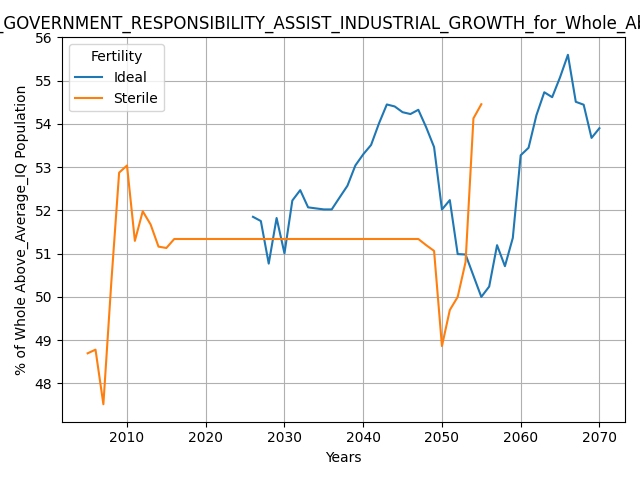 _GOVERNMENT_RESPONSIBILITY_ASSIST_INDUSTRIAL_GROWTH_for_Whole_Ab
Fertility
Ideal
Sterile
% of Whole Above_Average_IQ Population
56
55
54
53
52
51
50
49
48
2010 2020 2030 2040 2050 2060 2070
Years